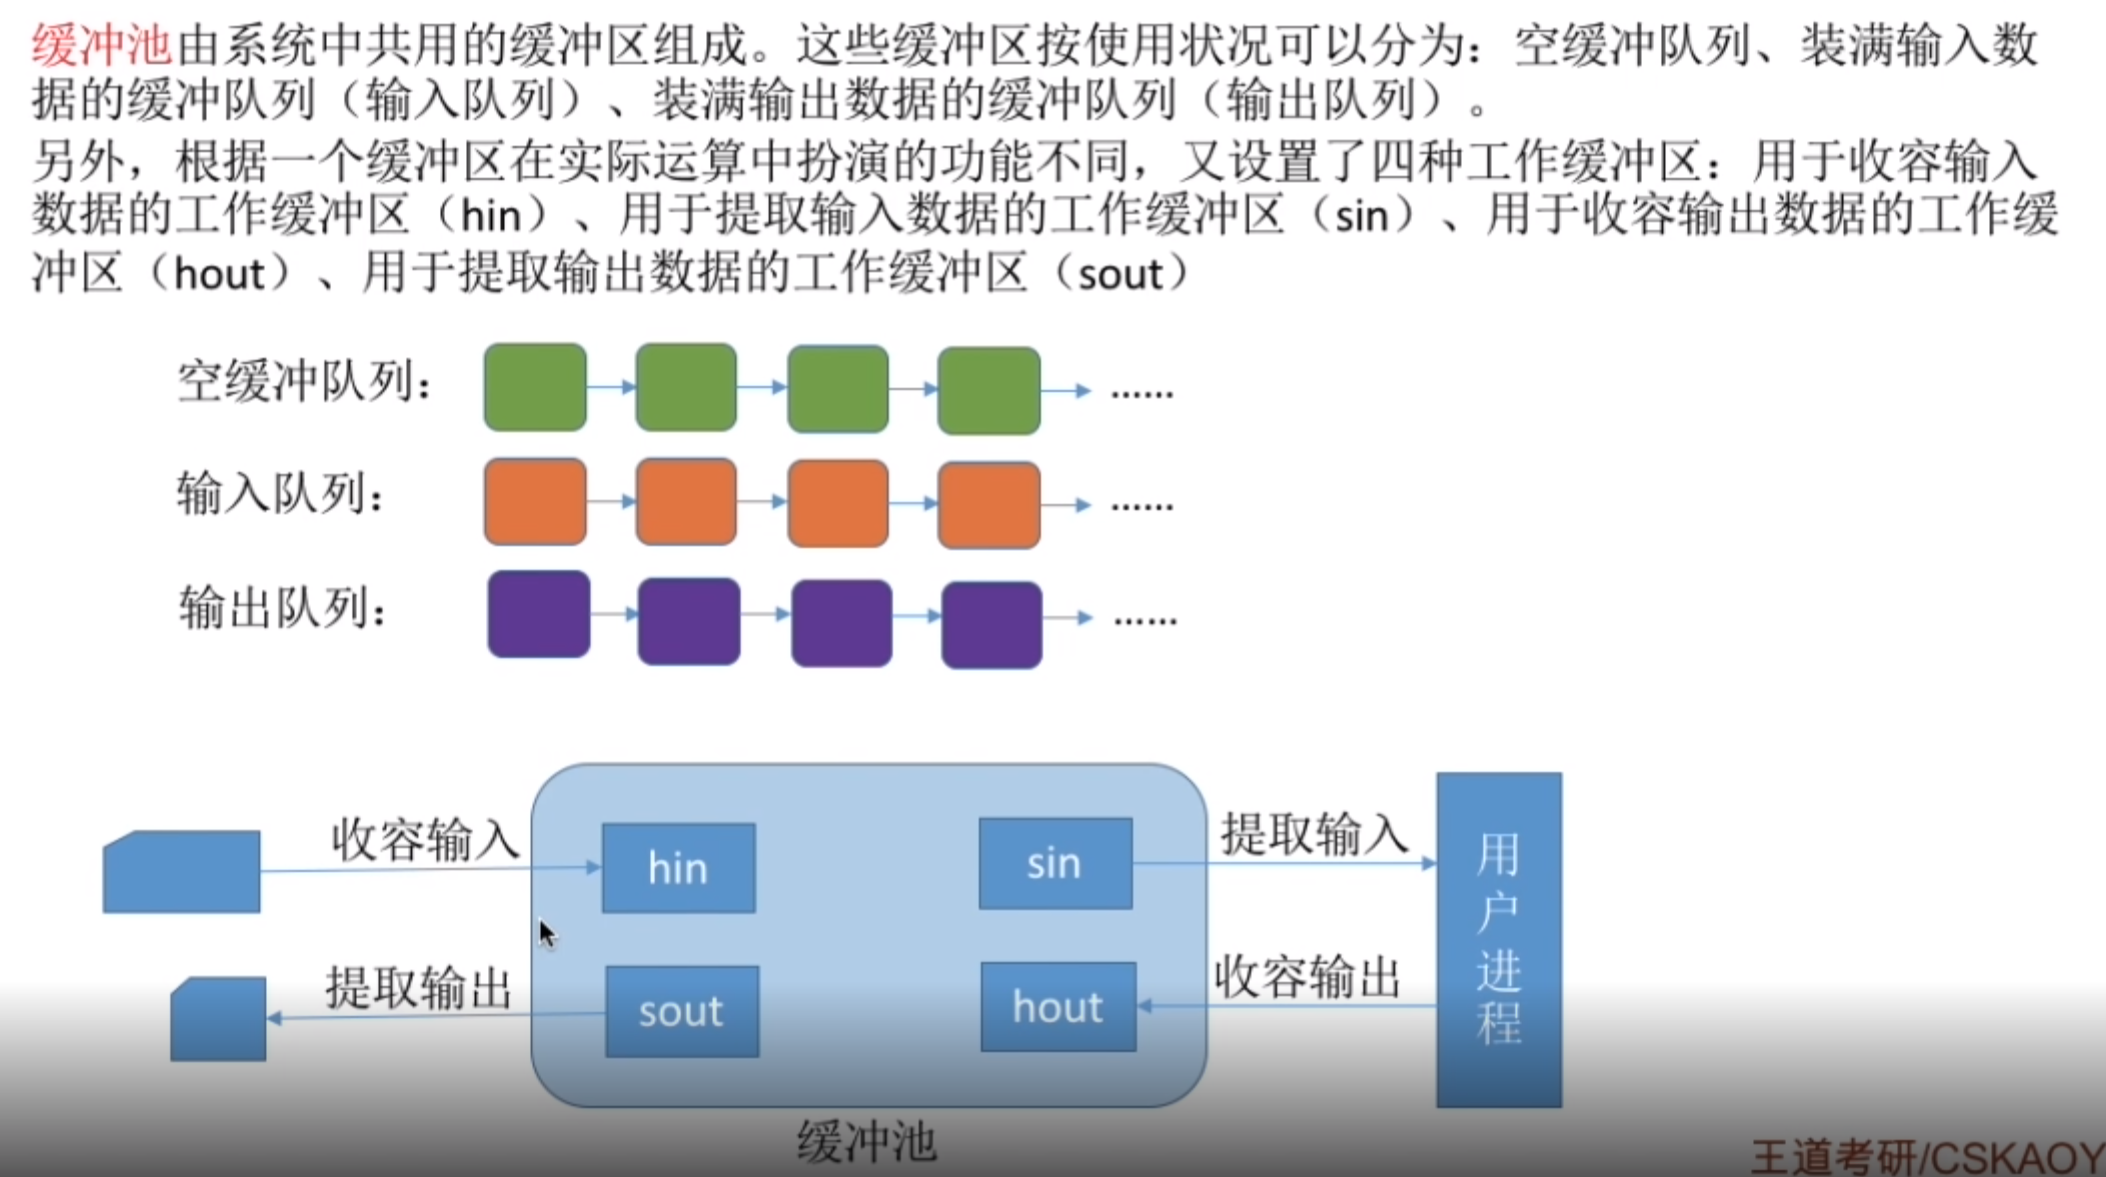 缓冲池由系统中共用的缓冲区组成。这些缓冲区按使用状况可以分为：空缓冲队列、装满输入数
据的缓冲队列（输入队列）、装满输出数据的缓冲队列（输出队列）。
另外，根据一个缓冲区在实际运算中扮演的功能不同，又设置了四种工作缓冲区：用于收容输入
数据的工作缓冲区（hin）、用于提取输入数据的工作缓冲区（sin）、用于收容输出数据的工作缓
冲区（hout）、用于提取输出数据的工作缓冲区（sout）
空缓冲队列：
......
输入队列：
......
输出队列：
......
收容输入
hin
sin
提取输入
用户进程
提取输出
sout
hout
收容输出
缓冲池
王道考研/CSKAOY